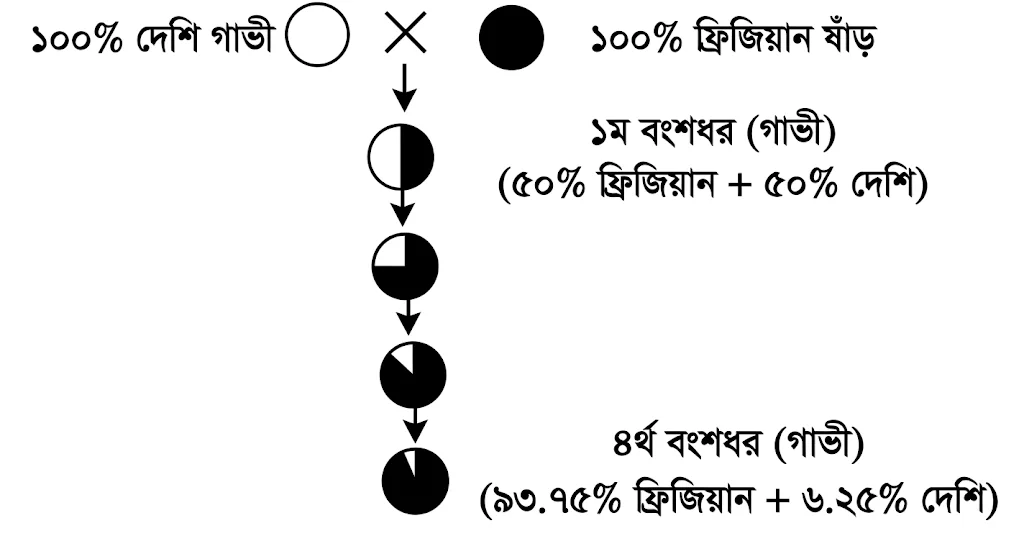 ১০০% দেশি গাভী ১০০% ফ্রিজিয়ান ষাঁড়
১ম বংশধর (গাভী)
(৫০% ফ্রিজিয়ান + ৫০% দেশি)
৪র্থ বংশধর (গাভী)
(৯৩.৭৫% ফ্রিজিয়ান + ৬.২৫% দেশি)